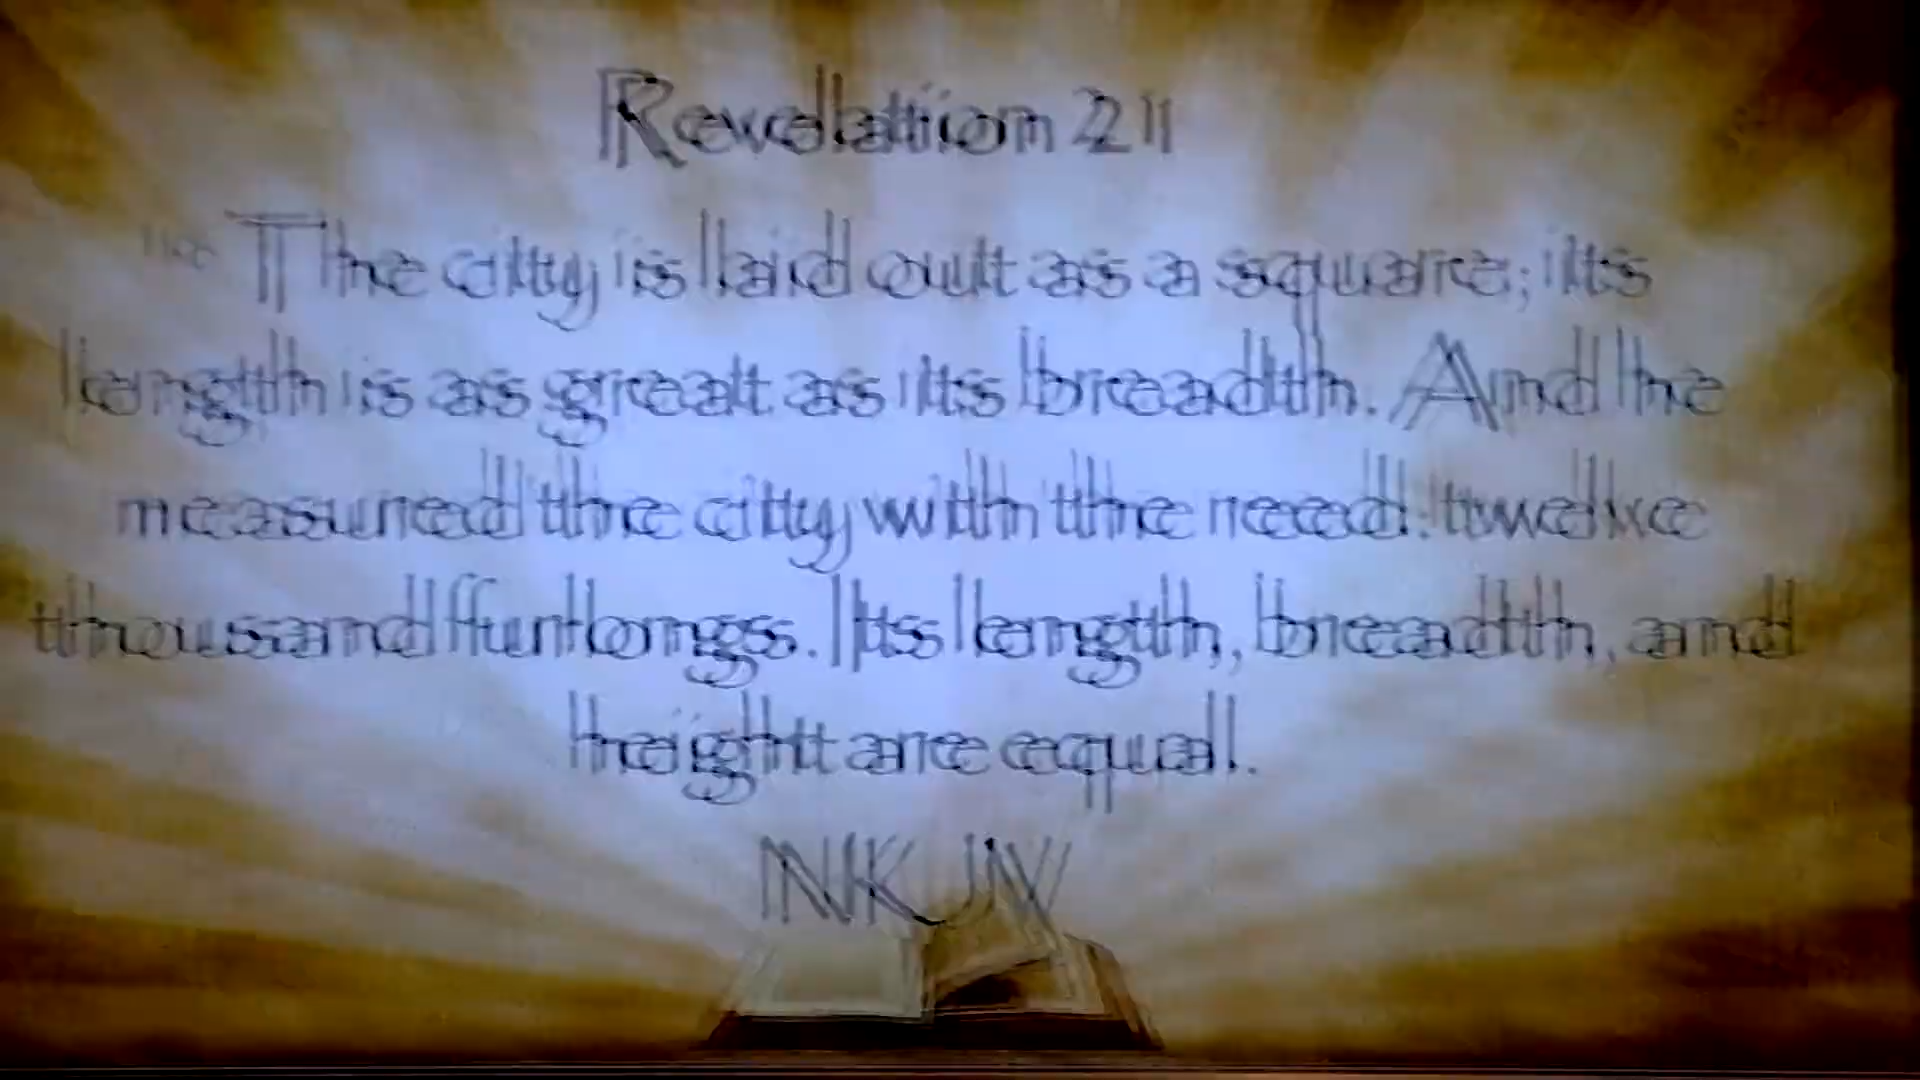 Revelation 21
16 The city is laid out as a square; its
length is as great as its breadth. And he
measured the city with the reed: twelve
thousand furlongs. Its length, breadth, and
height are equal.
NKJV